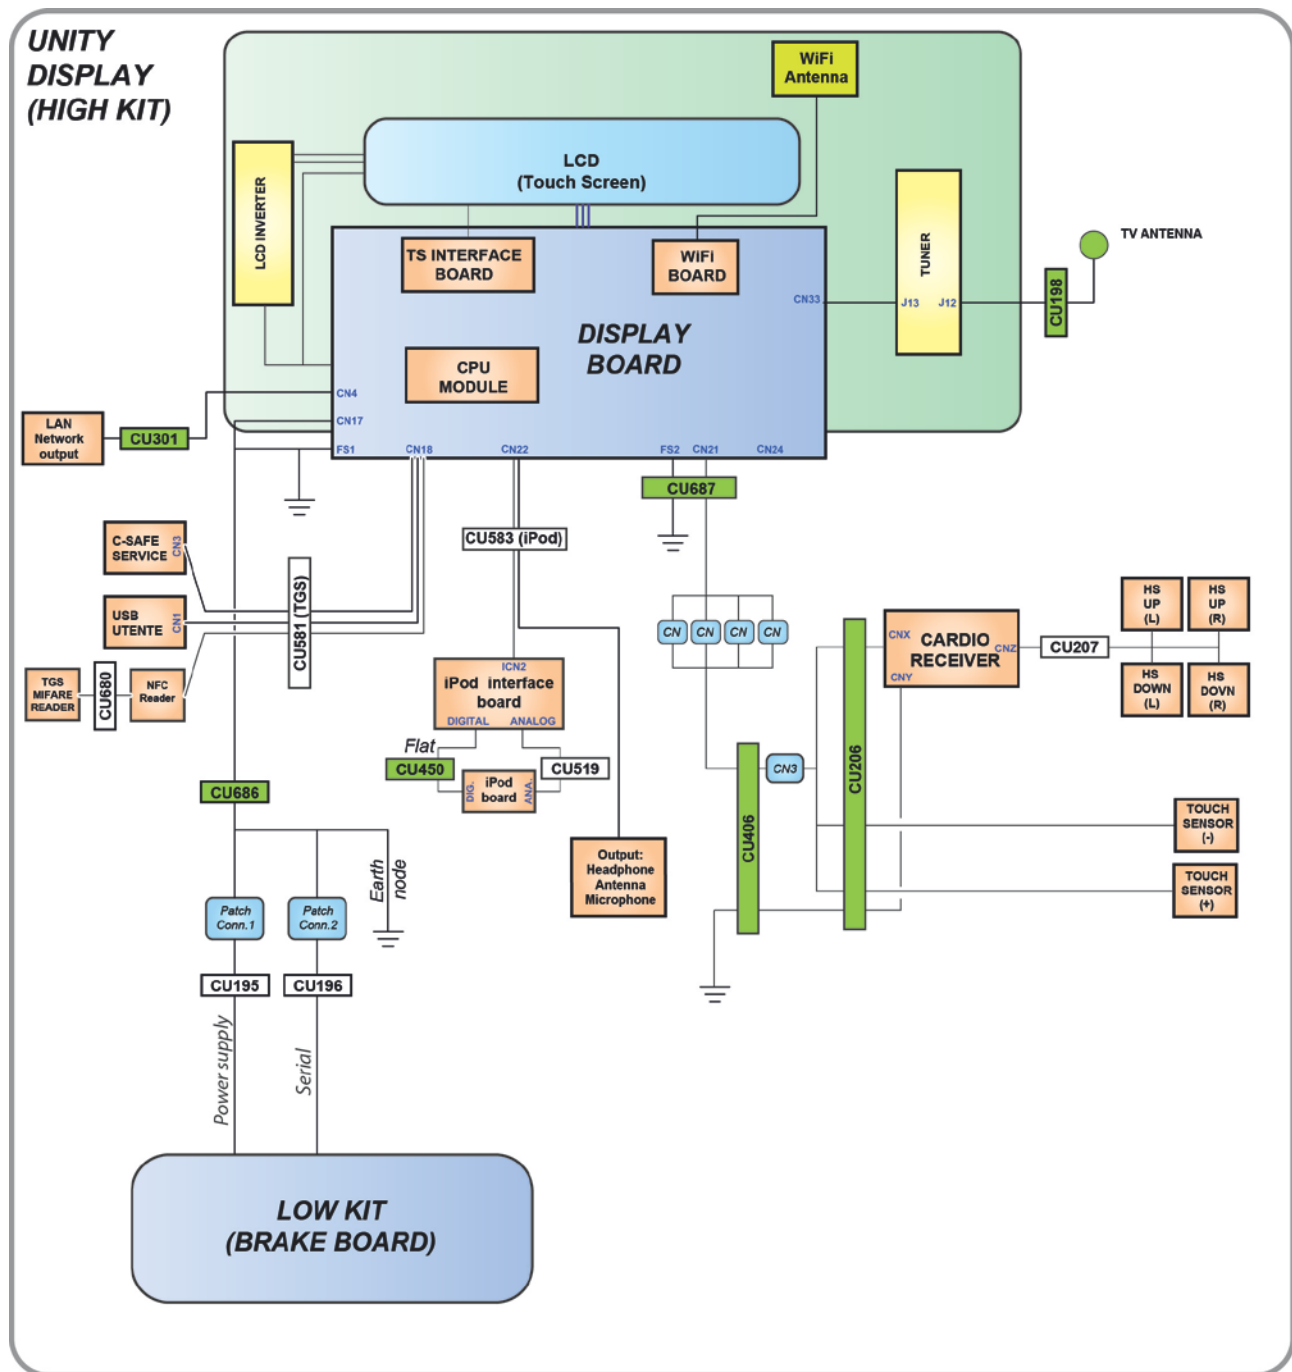 UNITY
DISPLAY
(HIGH KIT)
WiFi
Antenna
LCD
(Touch Screen)
LCD INVERTER
TS INTERFACE
BOARD
WiFi
BOARD
TUNER
TV ANTENNA
CN33
J13
J12
CU198
DISPLAY
BOARD
CPU
MODULE
CN4
CN17
LAN
Network
output
CU301
FS1
CN18
CN22
FS2
CN21
CN24
CU687
C-SAFE
SERVICE
CN3
CU583 (iPod)
CU581 (TGS)
USB
UTENTE
CN1
HS
UP
(L)
HS
UP
(R)
CN
CN
CN
CN
CNX
CARDIO
RECEIVER
CNZ
CNY
CU207
TGS
MIFARE
READER
CU680
NFC
Reader
ICN2
iPod interface
board
DIGITAL
ANALOG
HS
DOWN
(L)
HS
DOVN
(R)
Flat
CU450
CU519
DIG.
iPod
board
ANA.
CN3
CU206
CU406
CU686
TOUCH
SENSOR
(-)
Output:
Headphone
Antenna
Microphone
Earth
node
TOUCH
SENSOR
(+)
Patch
Conn.1
Patch
Conn.2
CU195
CU196
Power supply
Serial
LOW KIT
(BRAKE BOARD)